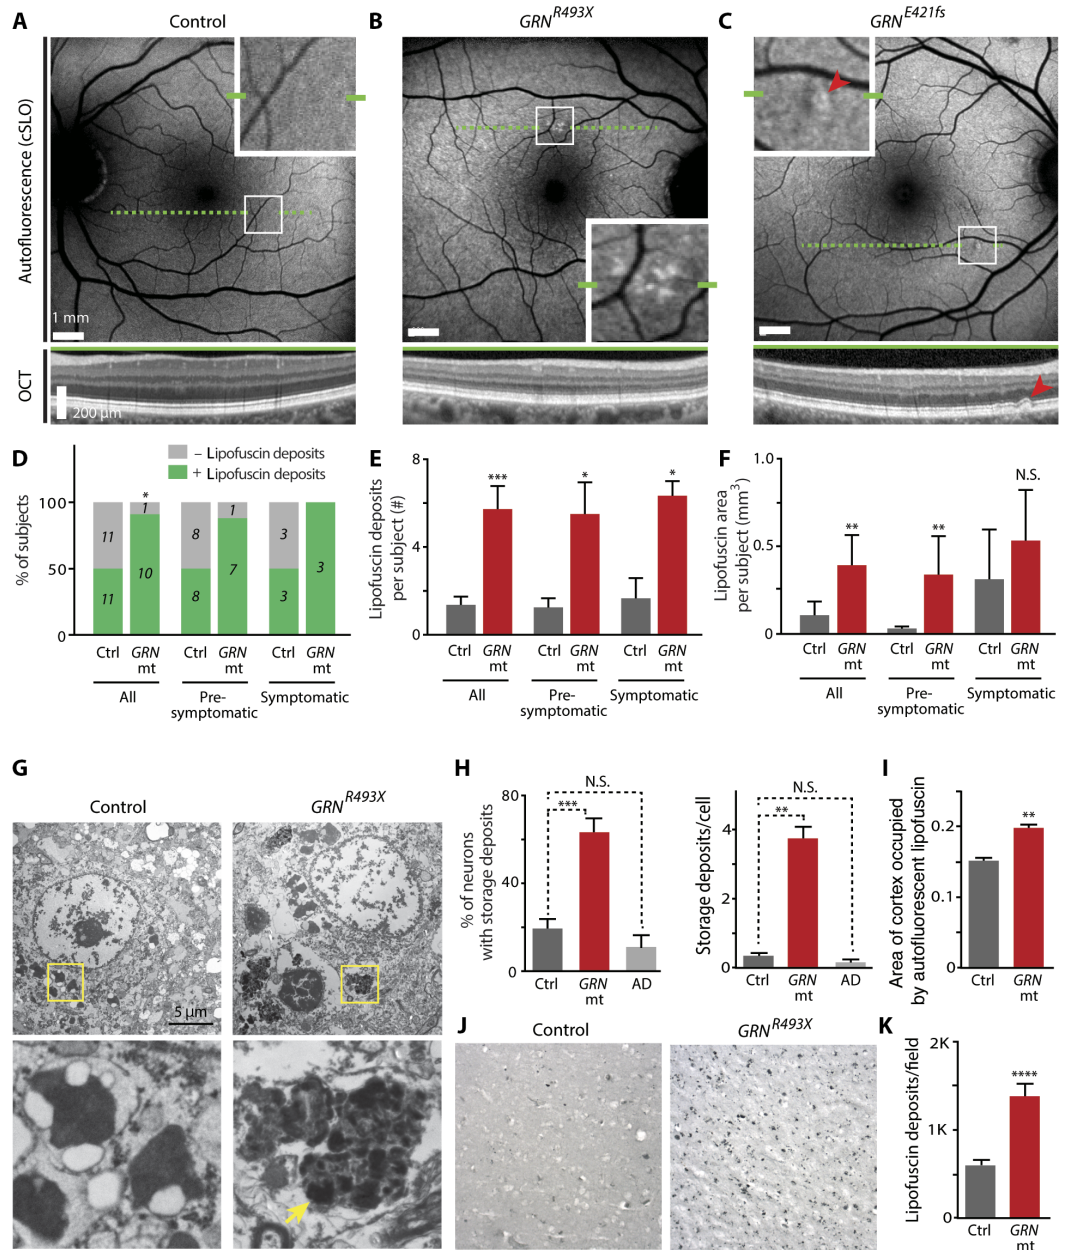 A Control
B GRN^R493X
C GRN^E421fs
Autofluorescence (cSLO)
1 mm
OCT
200 µm
D
– Lipofuscin deposits
+ Lipofuscin deposits
% of subjects
100
50
0
11
11
*
1
10
8
8
1
7
3
3
3
Ctrl GRN mt Ctrl GRN mt Ctrl GRN mt
All Pre-symptomatic Symptomatic
E
Lipofuscin deposits
per subject (#)
8
4
0
*** * *
Ctrl GRN mt Ctrl GRN mt Ctrl GRN mt
All Pre-symptomatic Symptomatic
F
Lipofuscin area
per subject (mm³)
1.0
0.5
0
** ** N.S.
Ctrl GRN mt Ctrl GRN mt Ctrl GRN mt
All Pre-symptomatic Symptomatic
G
Control GRN^R493X
5 µm
H
% of neurons
with storage deposits
80
40
0
N.S.
***
Ctrl GRN mt AD
Storage deposits/cell
4
2
0
N.S.
**
Ctrl GRN mt AD
I
Area of cortex occupied
by autofluorescent lipofuscin
0.2
0.1
0
**
Ctrl GRN mt
J
Control GRN^R493X
K
Lipofuscin deposits/field
2K
1K
0
****
Ctrl GRN mt